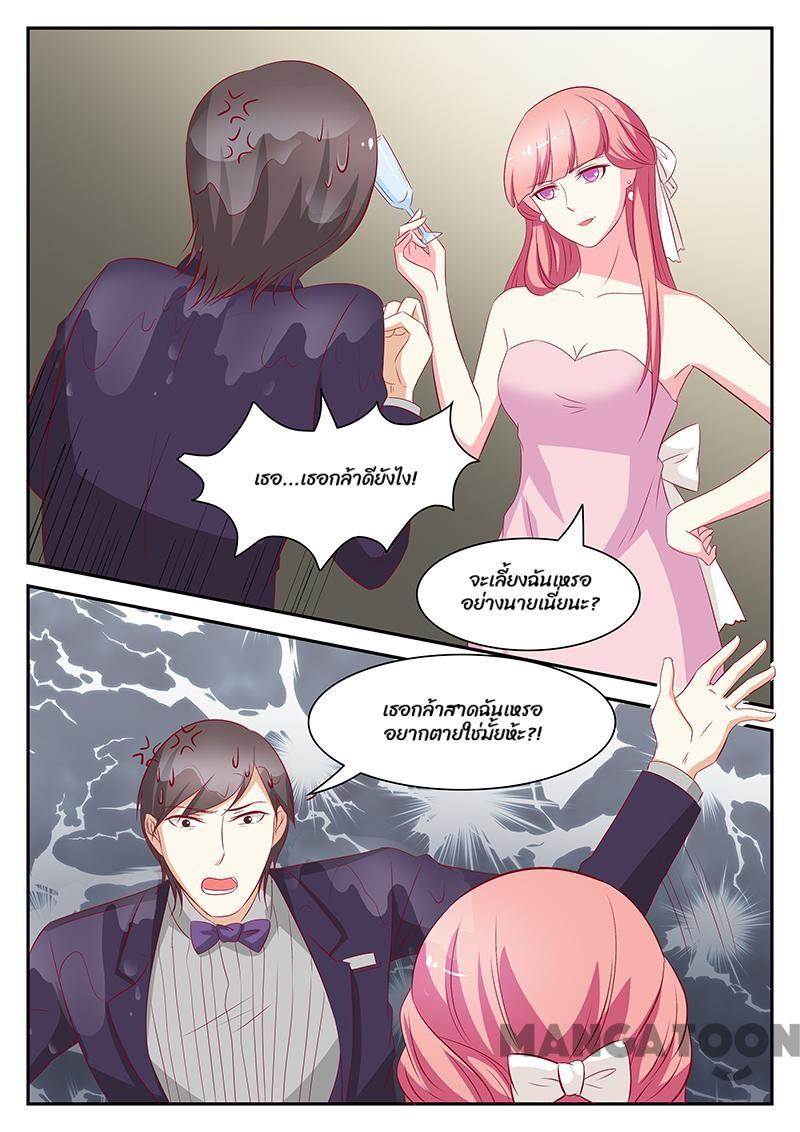 เธอ...เธอกล้าดียังไง!
จะเลี้ยงฉันเหรอ
อย่างนายเนี่ยนะ?
เธอกล้าสาดฉันเหรอ
อยากตายใช่มั้ยห้ะ?!
MANGATOON